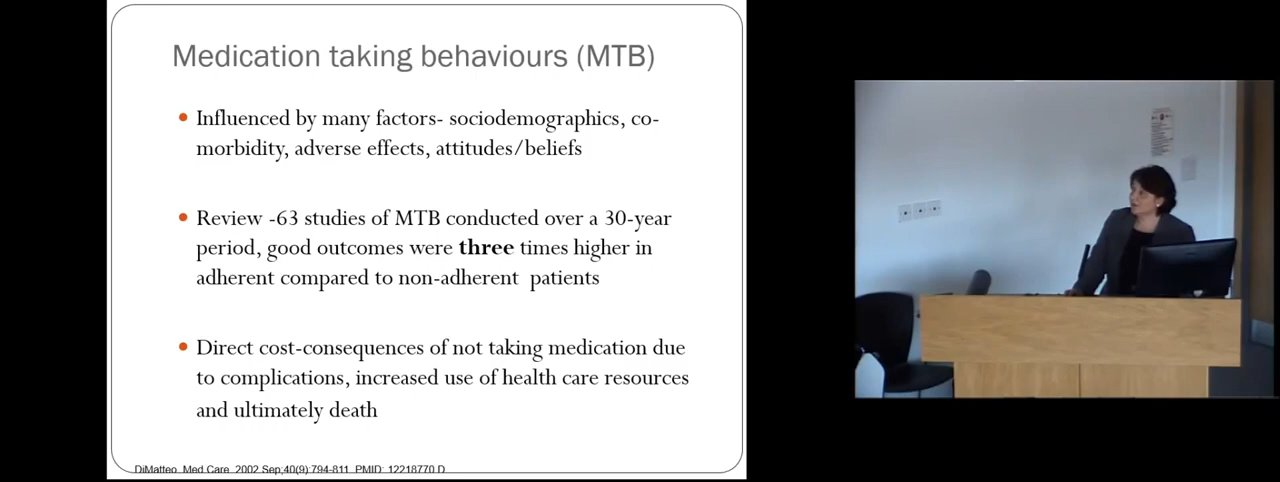 Medication taking behaviours (MTB)
• Influenced by many factors- sociodemographics, co-
morbidity, adverse effects, attitudes/beliefs
• Review -63 studies of MTB conducted over a 30-year
period, good outcomes were three times higher in
adherent compared to non-adherent patients
• Direct cost-consequences of not taking medication due
to complications, increased use of health care resources
and ultimately death
DiMatteo, Med Care. 2002 Sep;40(9):794-811. PMID: 12218770 D